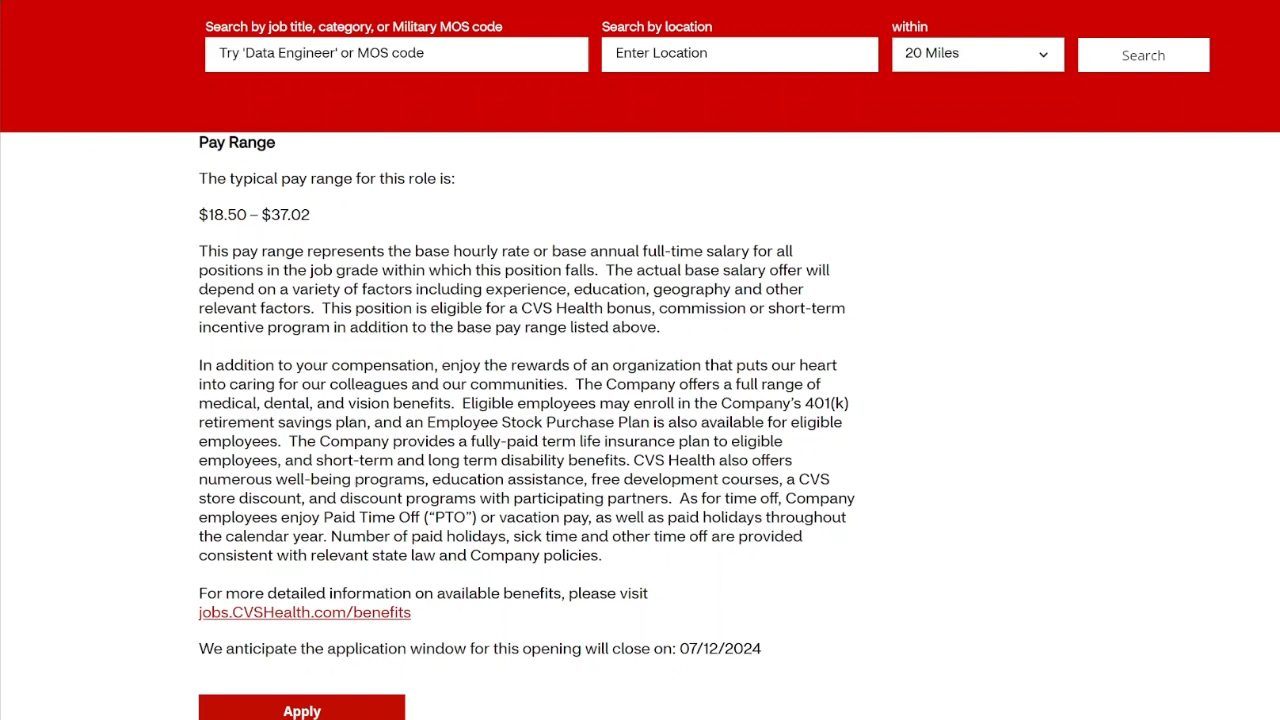 Search by job title, category, or Military MOS code
Search by location
within
Try 'Data Engineer' or MOS code
Enter Location
20 Miles
Search
Pay Range
The typical pay range for this role is:
$18.50 – $37.02
This pay range represents the base hourly rate or base annual full-time salary for all
positions in the job grade within which this position falls.  The actual base salary offer will
depend on a variety of factors including experience, education, geography and other
relevant factors.  This position is eligible for a CVS Health bonus, commission or short-term
incentive program in addition to the base pay range listed above.
In addition to your compensation, enjoy the rewards of an organization that puts our heart
into caring for our colleagues and our communities.  The Company offers a full range of
medical, dental, and vision benefits.  Eligible employees may enroll in the Company’s 401(k)
retirement savings plan, and an Employee Stock Purchase Plan is also available for eligible
employees.  The Company provides a fully-paid term life insurance plan to eligible
employees, and short-term and long term disability benefits. CVS Health also offers
numerous well-being programs, education assistance, free development courses, a CVS
store discount, and discount programs with participating partners.  As for time off, Company
employees enjoy Paid Time Off (“PTO”) or vacation pay, as well as paid holidays throughout
the calendar year. Number of paid holidays, sick time and other time off are provided
consistent with relevant state law and Company policies.
For more detailed information on available benefits, please visit
jobs.CVSHealth.com/benefits
We anticipate the application window for this opening will close on: 07/12/2024
Apply